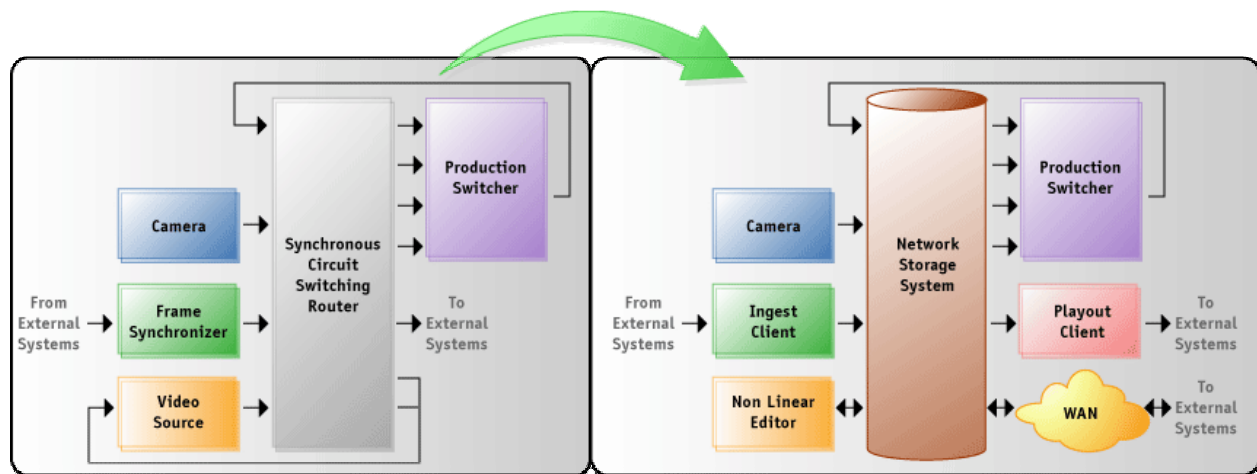 Production
Switcher
Camera
Synchronous
Circuit
Switching
Router
From
External
Systems
Frame
Synchronizer
To
External
Systems
Video
Source
Production
Switcher
Camera
Network
Storage
System
From
External
Systems
Ingest
Client
Playout
Client
To
External
Systems
Non Linear
Editor
WAN
To
External
Systems